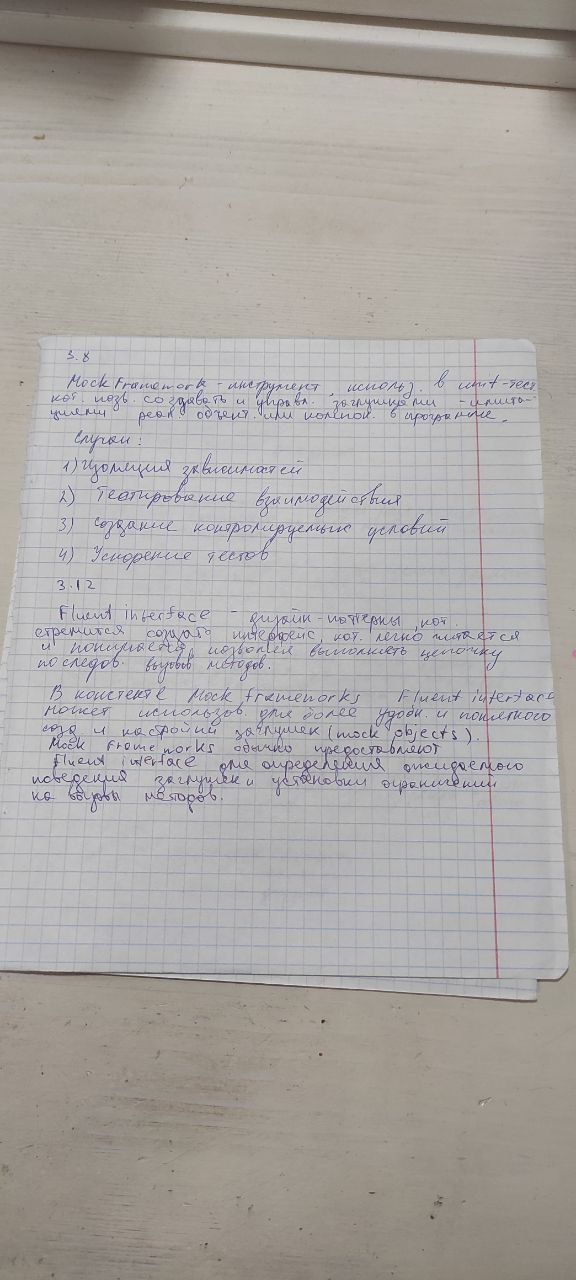 3.8
Mock Framework - инструмент, использ. в unit-тест
кот. позв. создавать и управл. заглушками - имита-
циями реал. объект. или компон. в программе.
Случаи:
1) Изоляция зависимостей
2) Тестирование взаимодействия
3) Создание контролируемых условий
4) Ускорение тестов
3.12
Fluent interface - дизайн-паттерны, кот.
стремится создать интерфейс, кот. легко читается
и понимается, позволяя выполнять цепочку
последов. вызовов методов.
В контексте Mock frameworks Fluent interface
может использов. для более удобн. и понятного
созд и настройки заглушек (mock objects).
Mock Frameworks обычно предоставляют
Fluent interface для определения ожидаемого
поведения заглушек и установки ограничений
на вызовы методов.